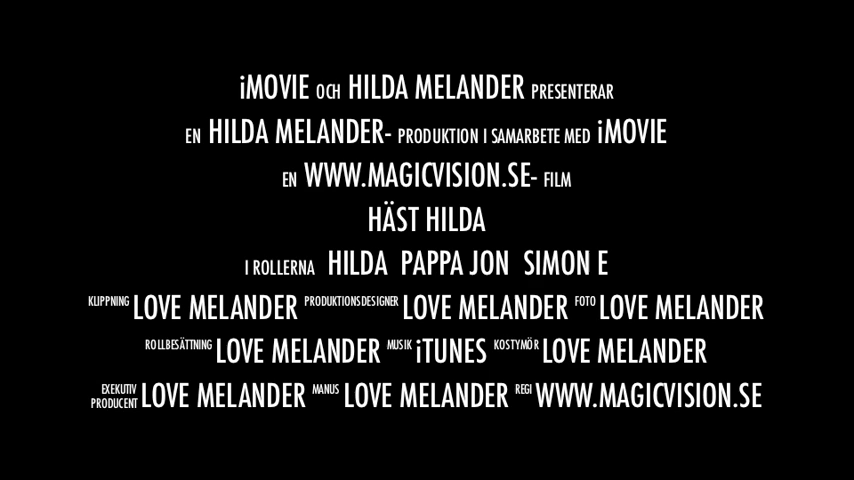 iMOVIE OCH HILDA MELANDER PRESENTERAR
EN HILDA MELANDER- PRODUKTION I SAMARBETE MED iMOVIE
EN WWW.MAGICVISION.SE- FILM
HÄST HILDA
I ROLLERNA HILDA PAPPA JON SIMON E
KLIPPNING LOVE MELANDER PRODUKTIONSDESIGNER LOVE MELANDER FOTO LOVE MELANDER
ROLLBESÄTTNING LOVE MELANDER MUSIK iTUNES KOSTYMÖR LOVE MELANDER
EXEKUTIV PRODUCENT LOVE MELANDER MANUS LOVE MELANDER REGI WWW.MAGICVISION.SE